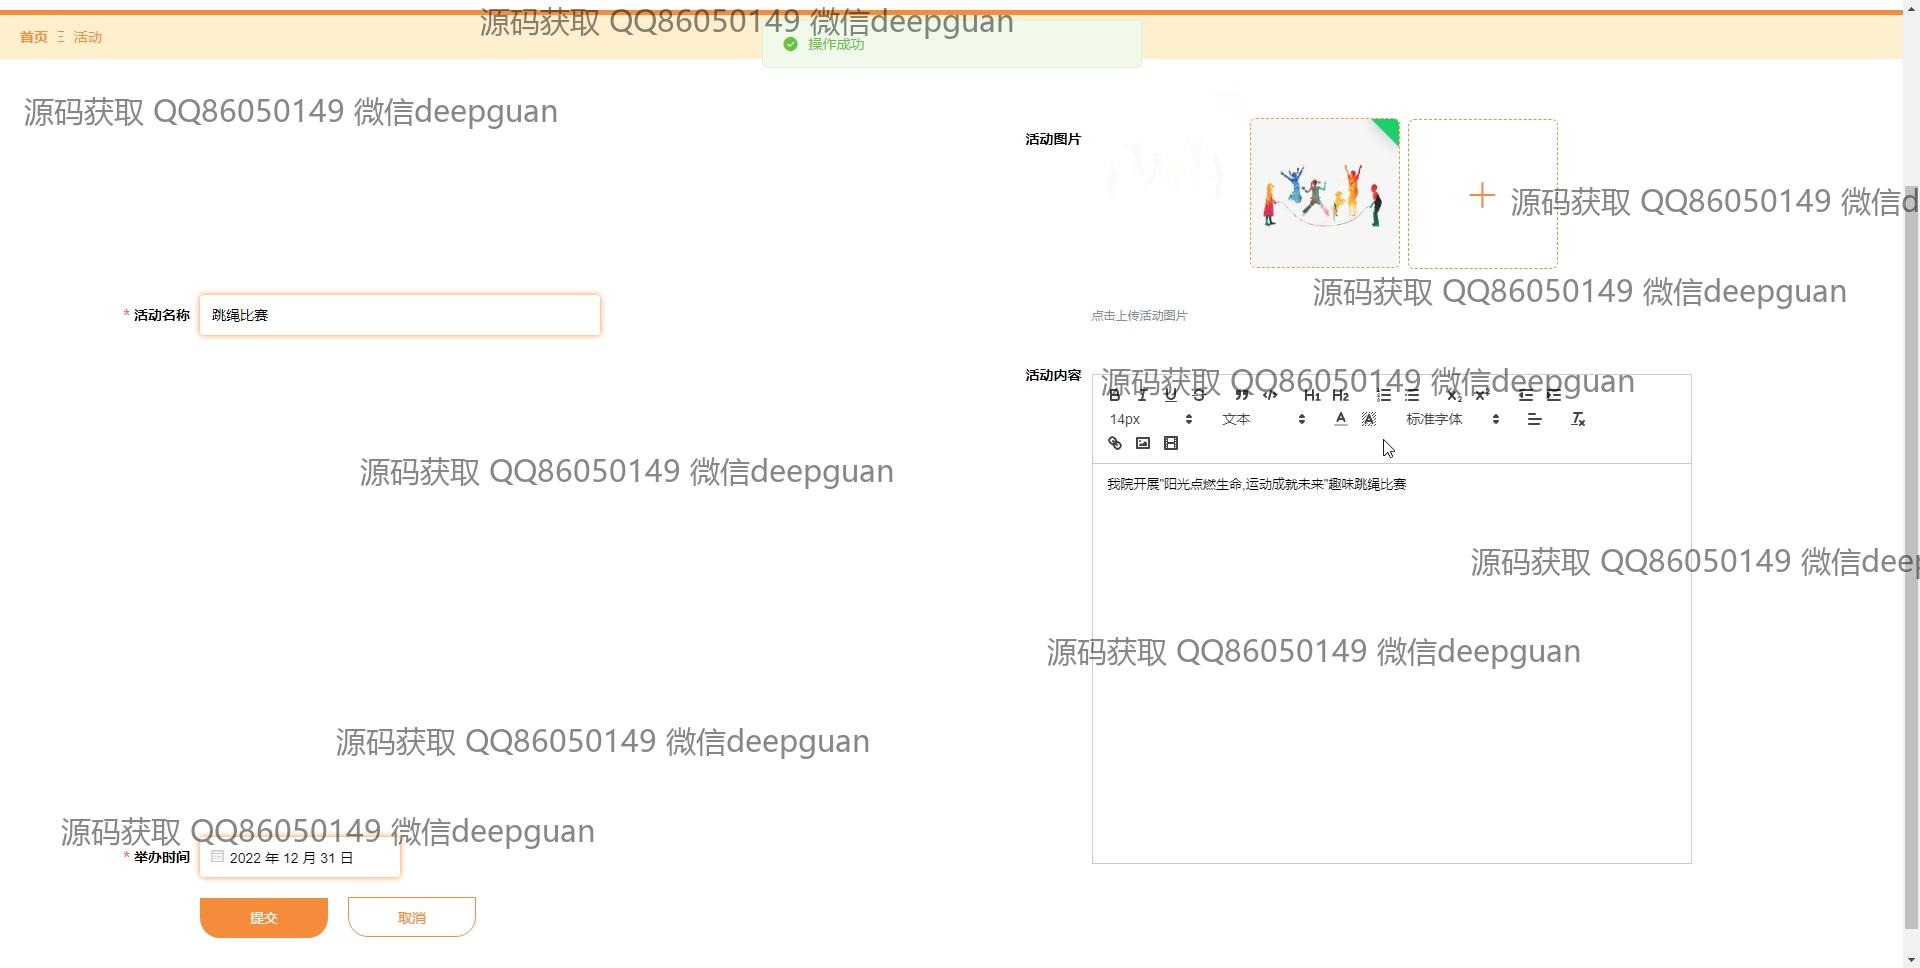 源码获取 QQ86050149 微信deepguan
首页 Ξ 活动
操作成功
源码获取 QQ86050149 微信deepguan
活动图片
源码获取 QQ86050149 微信d
源码获取 QQ86050149 微信deepguan
* 活动名称 跳绳比赛
点击上传活动图片
活动内容
源码获取 QQ86050149 微信deepguan
B I U S ” </> H1 H2 X2 X2
14px 文本 A A 标准字体 Tx
源码获取 QQ86050149 微信deepguan
我院开展"阳光点燃生命,运动成就未来"趣味跳绳比赛
源码获取 QQ86050149 微信deep
源码获取 QQ86050149 微信deepguan
源码获取 QQ86050149 微信deepguan
源码获取 QQ86050149 微信deepguan
* 举办时间 2022 年 12 月 31 日
提交 取消